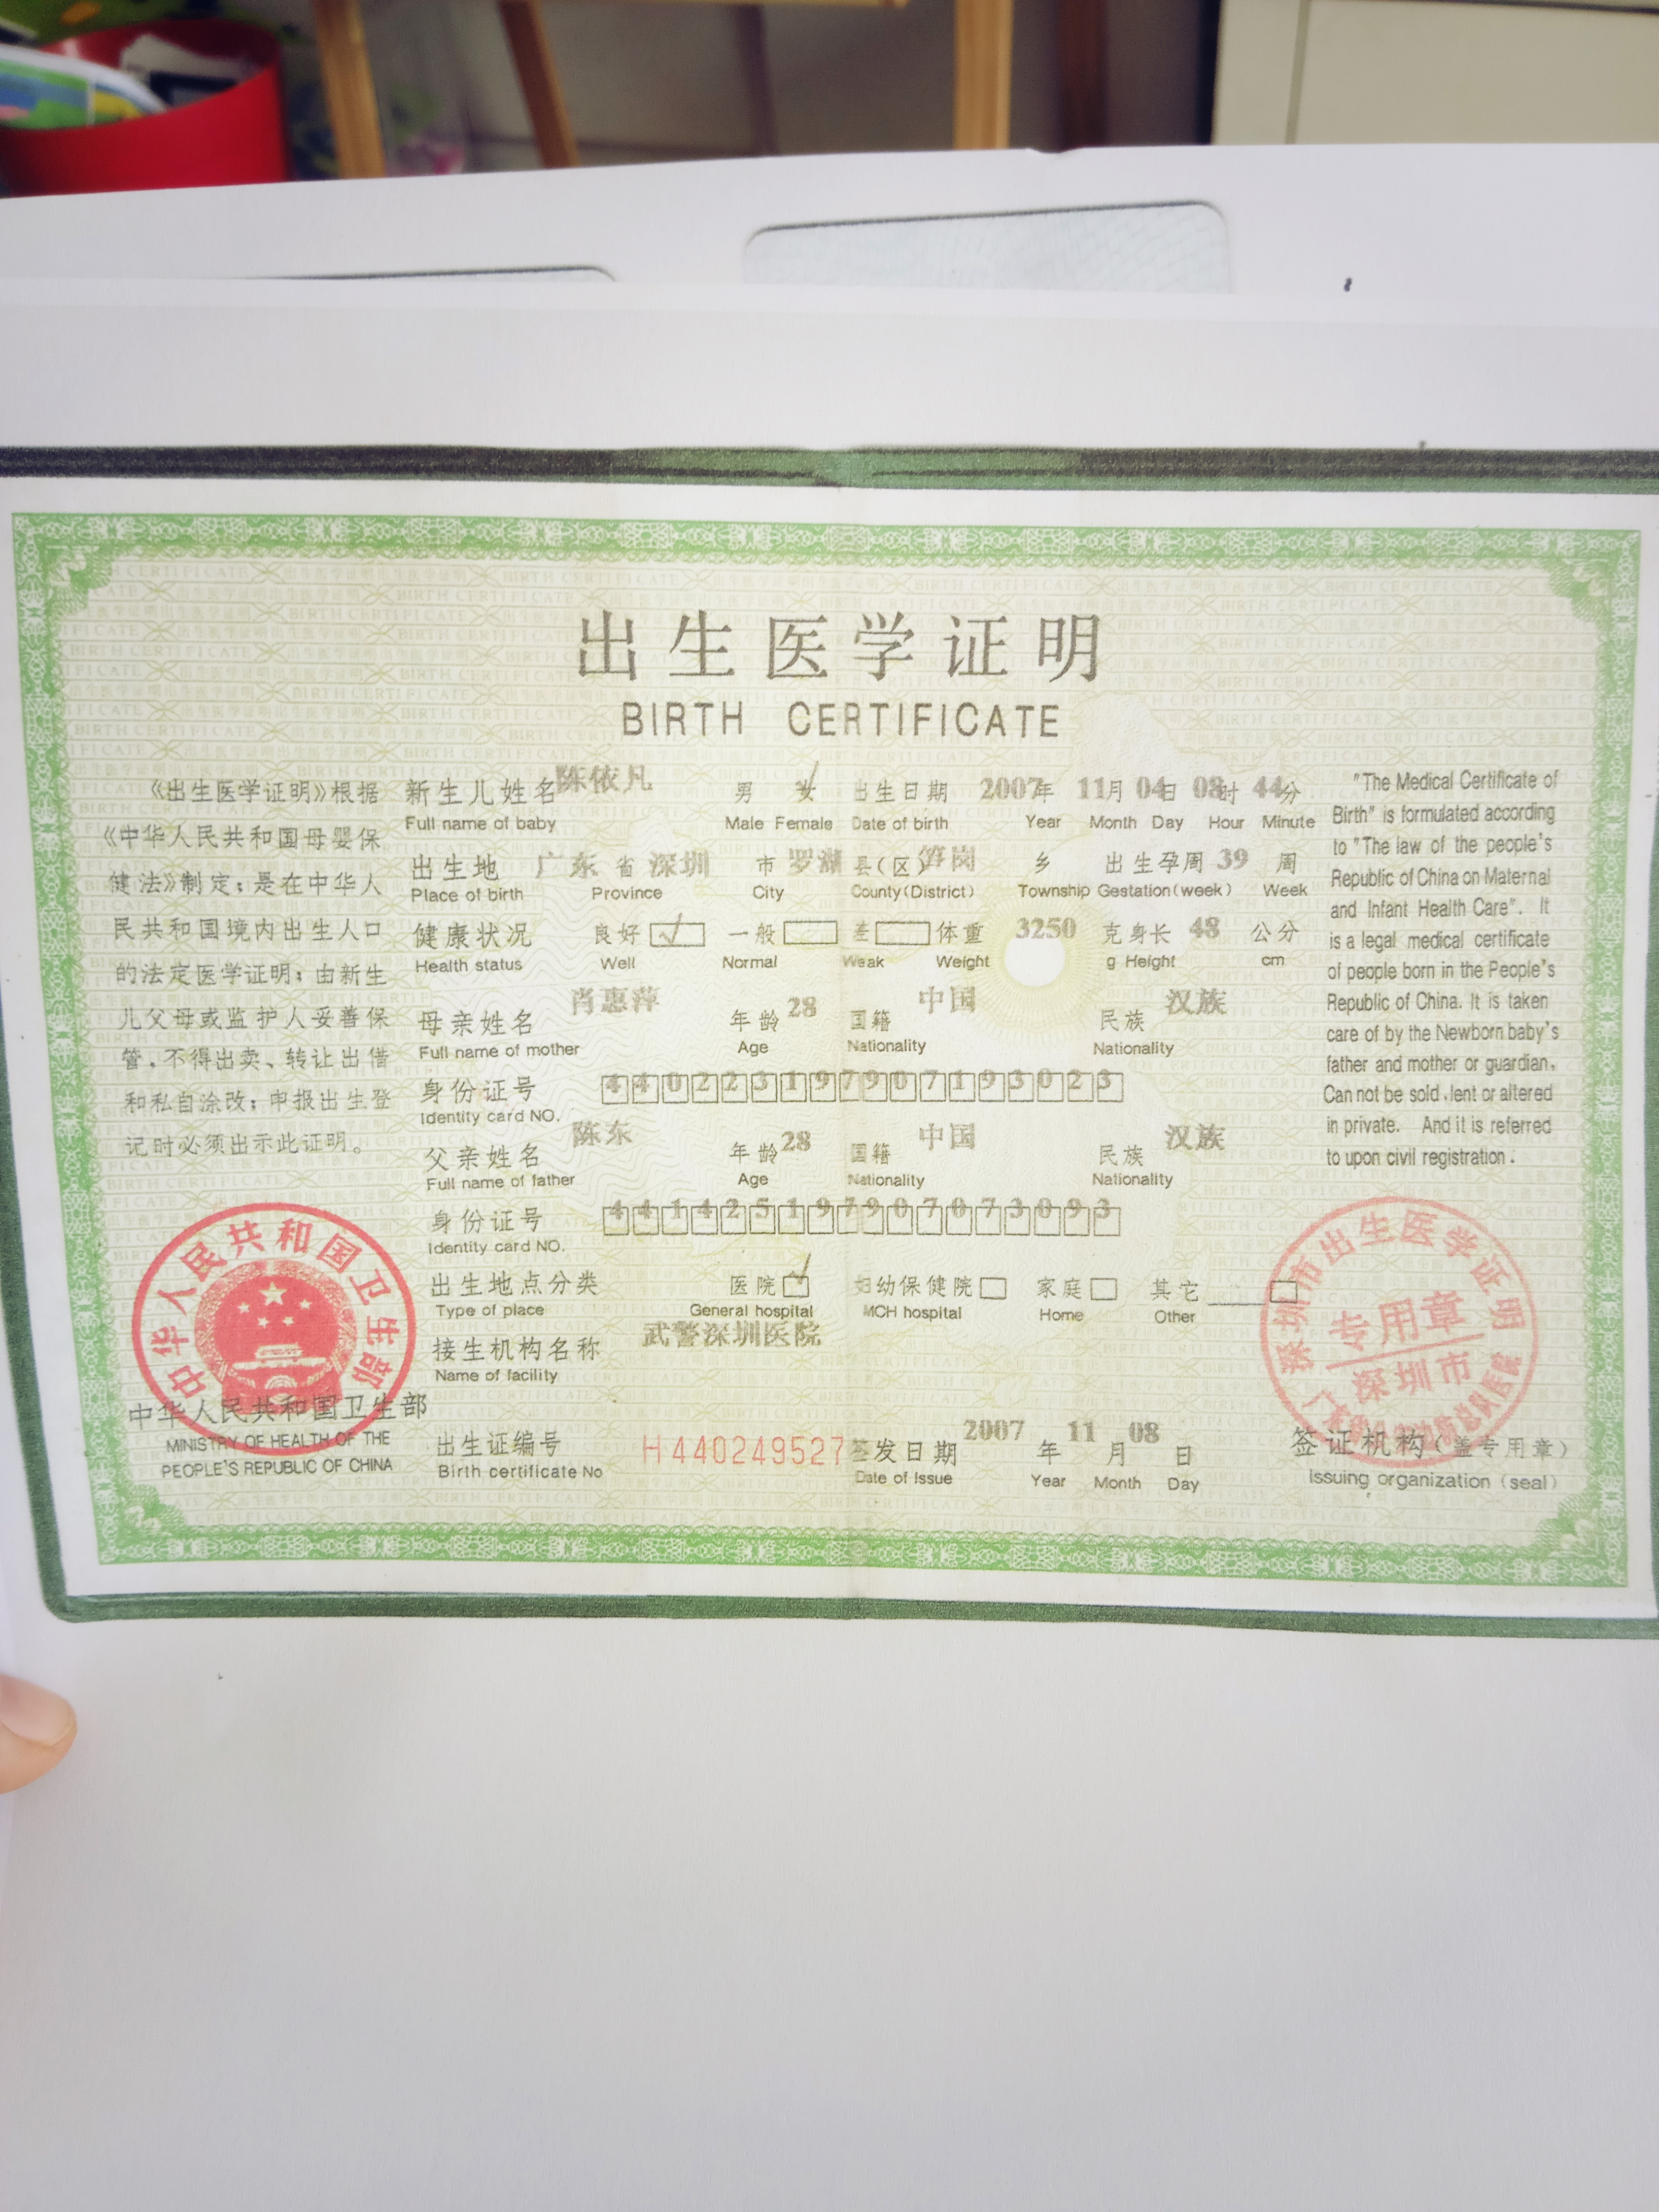 出生医学证明
BIRTH CERTIFICATE
《出生医学证明》根据
《中华人民共和国母婴保
健法》制定；是在中华人
民共和国境内出生人口
的法定医学证明；由新生
儿父母或监护人妥善保
管．不得出卖、转让出借
和私自涂改；申报出生登
记时必须出示此证明。
新生儿姓名 陈依凡 男 女 出生日期 2007年 11月 04日 08时 44分
Full name of baby Male Female Date of birth Year Month Day Hour Minute
出生地 广东 省 深圳 市 罗湖 县(区) 笋岗 乡 出生孕周 39 周
Place of birth Province City County(District) Township Gestation(week) Week
健康状况 良好 ✓ 一般 差 体重 3250 克 身长 48 公分
Health status Well Normal Weak Weight g Height cm
母亲姓名 肖惠萍 年龄 28 国籍 中国 民族 汉族
Full name of mother Age Nationality Nationality
身份证号 440223197907193023
Identity card NO.
父亲姓名 陈东 年龄 28 国籍 中国 民族 汉族
Full name of father Age Nationality Nationality
身份证号 441425197907073093
Identity card NO.
出生地点分类 医院 ✓ 妇幼保健院 家庭 其它
Type of place General hospital MCH hospital Home Other
接生机构名称 武警深圳医院
Name of facility
出生证编号 H440249527 签发日期 2007 年 11 月 08 日
Birth certificate No Date of Issue Year Month Day
"The Medical Certificate of
Birth" is formulated according
to "The law of the people's
Republic of China on Maternal
and Infant Health Care". It
is a legal medical certificate
of people born in the People's
Republic of China. It is taken
care of by the Newborn baby's
father and mother or guardian,
Can not be sold ,lent or altered
in private. And it is referred
to upon civil registration .
中华人民共和国卫生部
中华人民共和国卫生部
MINISTRY OF HEALTH OF THE
PEOPLE'S REPUBLIC OF CHINA
深圳市出生医学证明
专用章
深圳市
签证机构(盖专用章)
Issuing organization (seal)